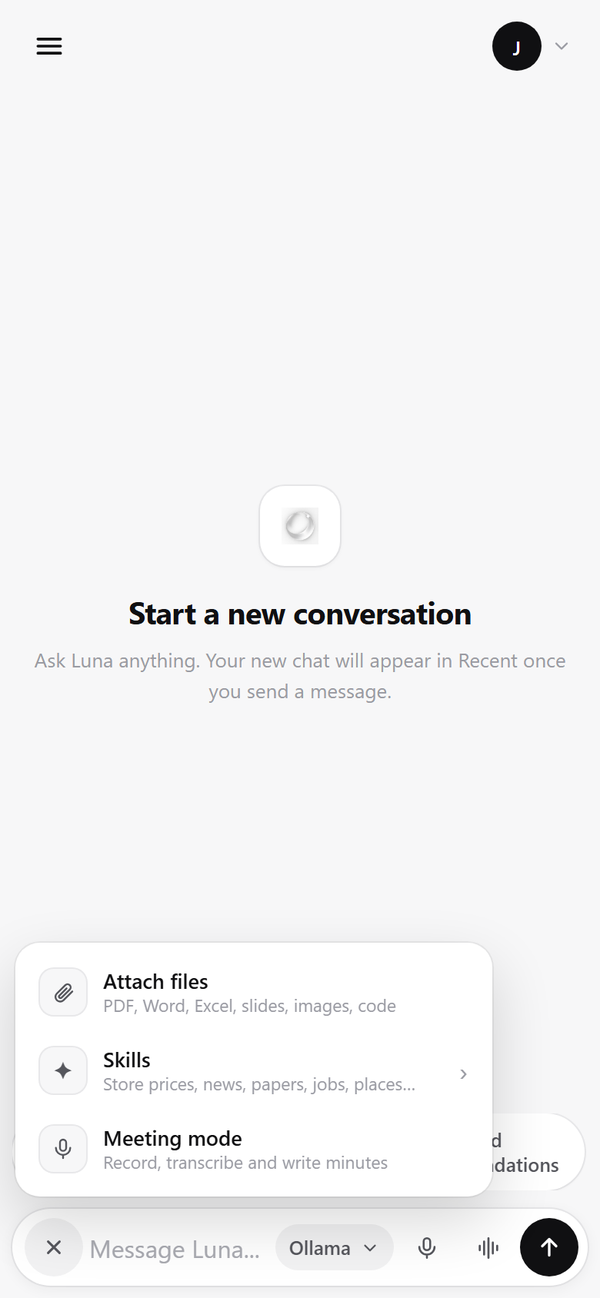 J
Start a new conversation
Ask Luna anything. Your new chat will appear in Recent once
you send a message.
Attach files
PDF, Word, Excel, slides, images, code
Skills
Store prices, news, papers, jobs, places...
Meeting mode
Record, transcribe and write minutes
Message Luna...
Ollama